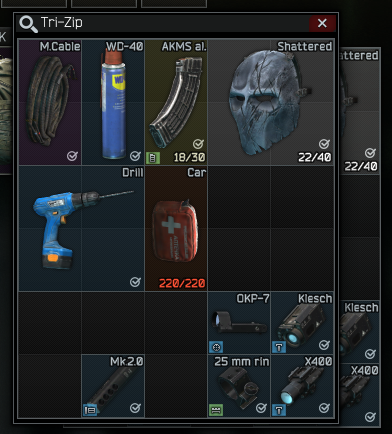 Tri-Zip
M.Cable WD-40 AKMS al. Shattered
18/30 22/40
Drill Car
220/220
OKP-7 Klesch
Mk2.0 25 mm rin X400
K
attered
22/40
Klesch
X400